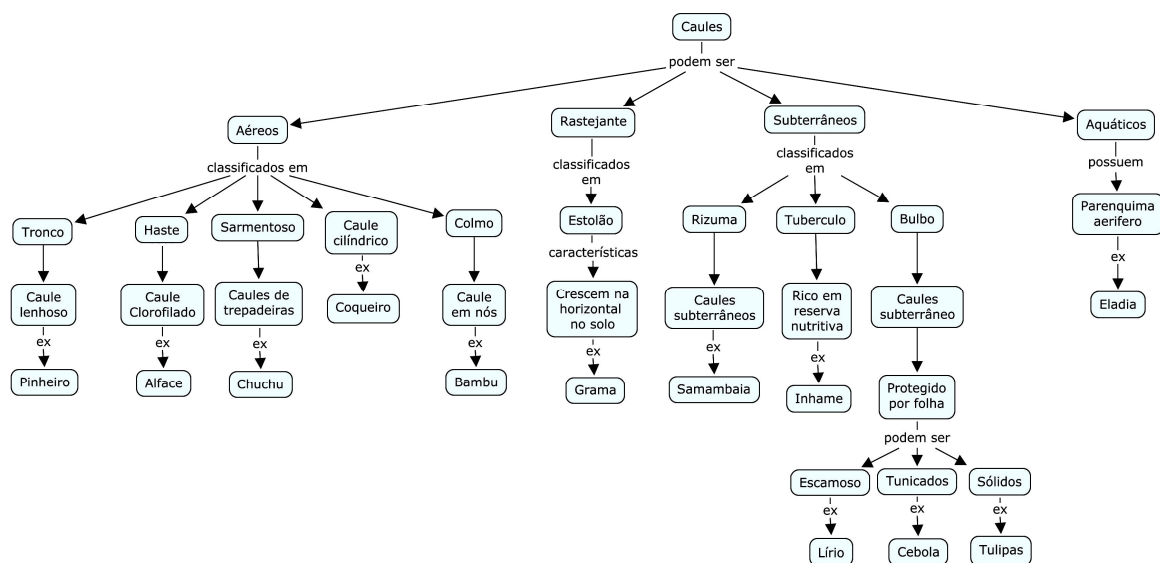 Caules
podem ser
Aéreos
classificados em
Tronco
Caule
lenhoso
ex
Pinheiro
Haste
Caule
Clorofilado
ex
Alface
Sarmentoso
Caules de
trepadeiras
ex
Chuchu
Caule
cilíndrico
ex
Coqueiro
Colmo
Caule
em nós
ex
Bambu
Rastejante
classificados
em
Estolão
características
Crescem na
horizontal
no solo
ex
Grama
Subterrâneos
classificados
em
Rizuma
Caules
subterrâneos
ex
Samambaia
Tuberculo
Rico em
reserva
nutritiva
ex
Inhame
Bulbo
Caules
subterrâneo
Protegido
por folha
podem ser
Escamoso
ex
Lírio
Tunicados
ex
Cebola
Sólidos
ex
Tulipas
Aquáticos
possuem
Parenquima
aerifero
ex
Eladia